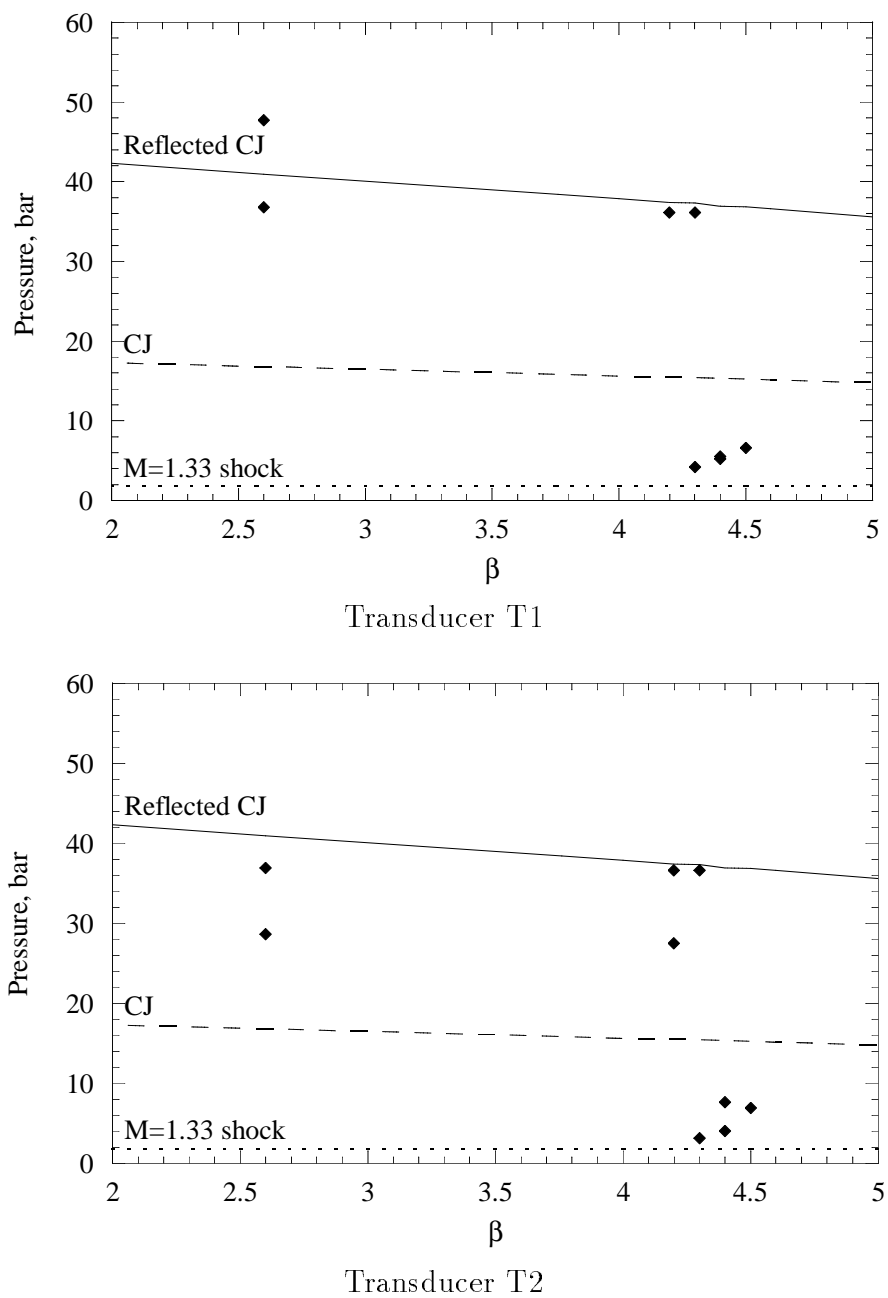 60
50
Reflected CJ
40
Pressure, bar
30
20
CJ
10
M=1.33 shock
0
2 2.5 3 3.5 4 4.5 5
β
Transducer T1
60
50
Reflected CJ
40
Pressure, bar
30
20
CJ
10
M=1.33 shock
0
2 2.5 3 3.5 4 4.5 5
β
Transducer T2